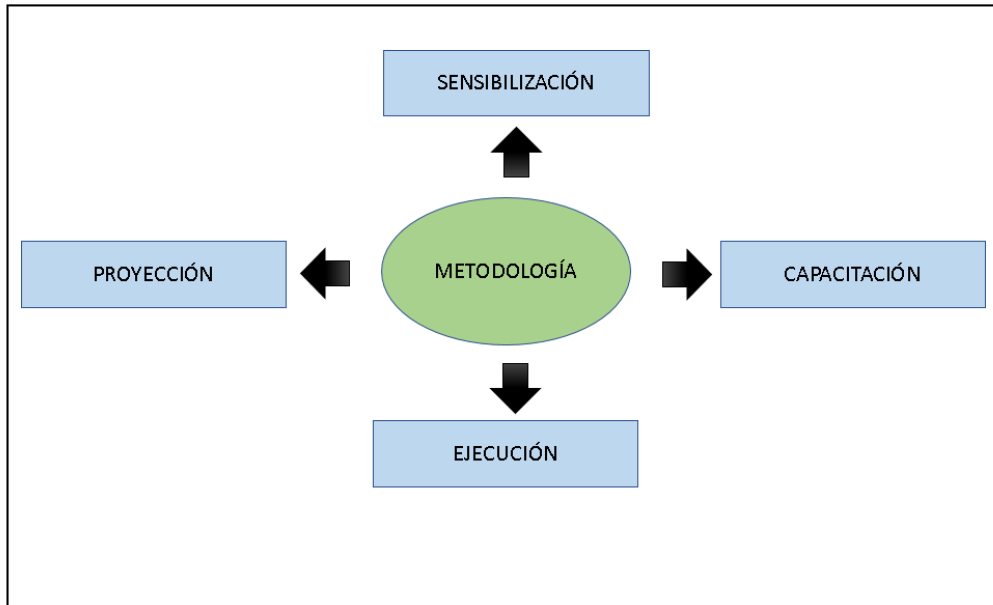 SENSIBILIZACIÓN
PROYECCIÓN
METODOLOGÍA
CAPACITACIÓN
EJECUCIÓN